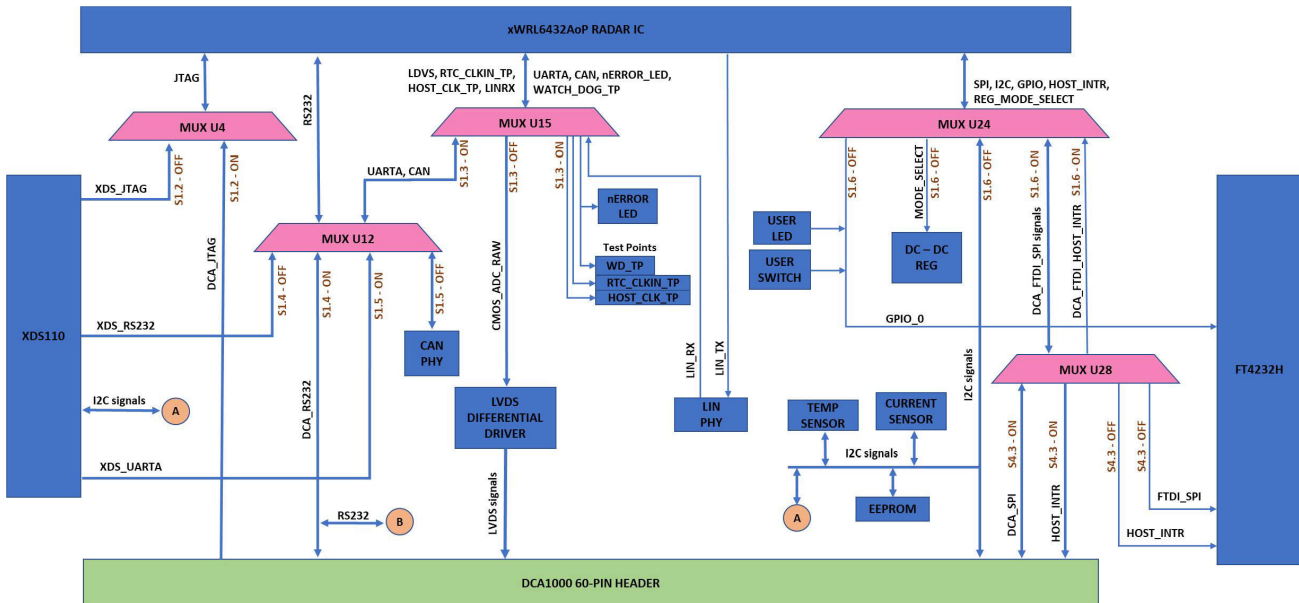 xWRL6432AoP RADAR IC
JTAG
RS232
LDVS, RTC_CLKIN_TP,
HOST_CLK_TP, LINRX
UARTA, CAN, nERROR_LED,
WATCH_DOG_TP
SPI, I2C, GPIO, HOST_INTR,
REG_MODE_SELECT
MUX U4
MUX U15
MUX U24
S1.2 - OFF
S1.2 - ON
UARTA, CAN
S1.3 - ON
S1.3 - OFF
S1.3 - ON
S1.6 - OFF
MODE_SELECT
S1.6 - OFF
S1.6 - OFF
S1.6 - ON
S1.6 - ON
XDS_JTAG
DCA_JTAG
MUX U12
nERROR
LED
USER
LED
USER
SWITCH
DC – DC
REG
DCA_FTDI_SPI signals
DCA_FTDI_HOST_INTR
Test Points
WD_TP
RTC_CLKIN_TP
HOST_CLK_TP
CMOS_ADC_RAW
S1.4 - OFF
S1.4 - ON
S1.5 - ON
S1.5 - OFF
XDS110
XDS_RS232
CAN
PHY
LIN_RX
LIN_TX
GPIO_0
I2C signals
MUX U28
FT4232H
I2C signals
A
DCA_RS232
LVDS
DIFFERENTIAL
DRIVER
LIN
PHY
TEMP
SENSOR
CURRENT
SENSOR
S4.3 - ON
S4.3 - ON
S4.3 - OFF
S4.3 - OFF
XDS_UARTA
I2C signals
RS232
B
LVDS signals
A
EEPROM
DCA_SPI
HOST_INTR
FTDI_SPI
HOST_INTR
DCA1000 60-PIN HEADER